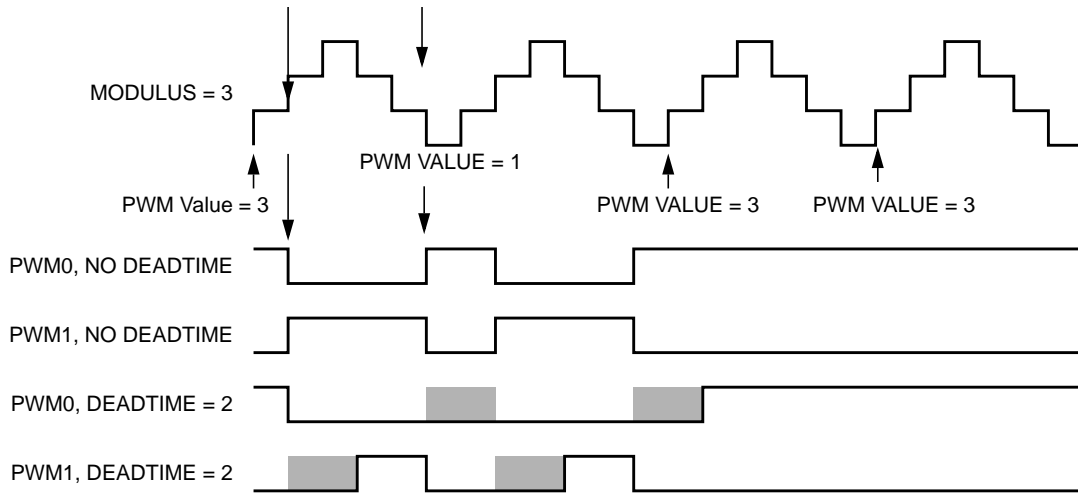 MODULUS = 3
PWM VALUE = 1
PWM Value = 3
PWM VALUE = 3
PWM VALUE = 3
PWM0, NO DEADTIME
PWM1, NO DEADTIME
PWM0, DEADTIME = 2
PWM1, DEADTIME = 2